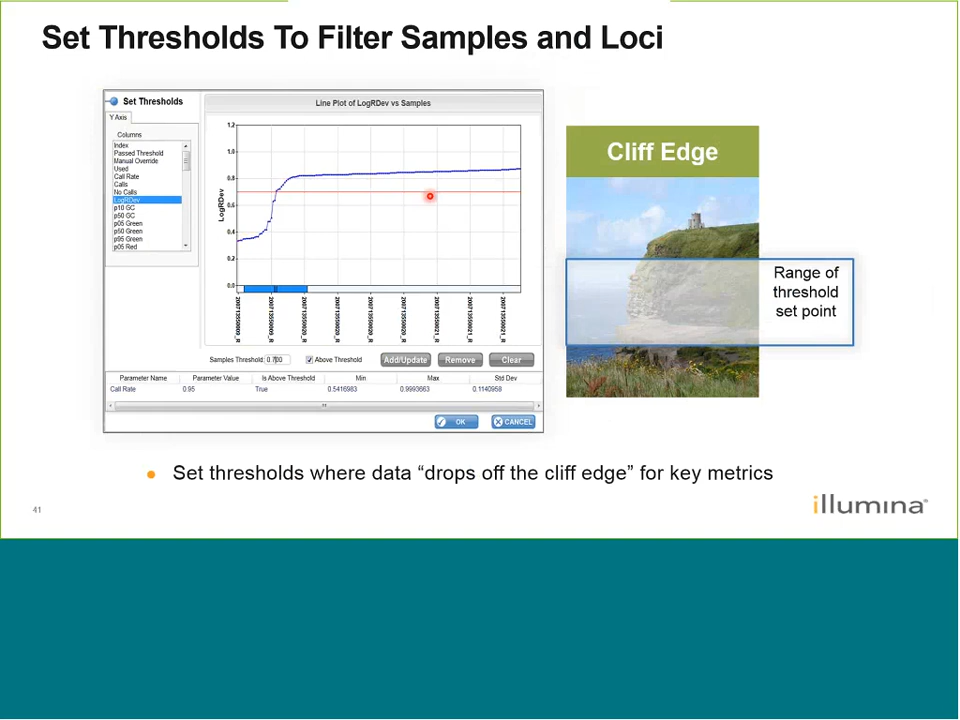 Set Thresholds To Filter Samples and Loci
Set Thresholds
Y Axis
Columns
Index
Passed Threshold
Manual Override
Used
Call Rate
Calls
No Calls
LogRDev
p10 GC
p50 GC
p05 Green
p50 Green
p95 Green
p05 Red
Line Plot of LogRDev vs Samples
LogRDev
1.2
1.0
0.8
0.6
0.4
0.2
0.0
Samples Threshold: 0.700
Above Threshold
Add/Update
Remove
Clear
Parameter Name Parameter Value Is Above Threshold Min Max Std Dev
Call Rate 0.95 True 0.5416983 0.9993663 0.1140958
OK
CANCEL
Cliff Edge
Range of
threshold
set point
• Set thresholds where data “drops off the cliff edge” for key metrics
41
illumina®